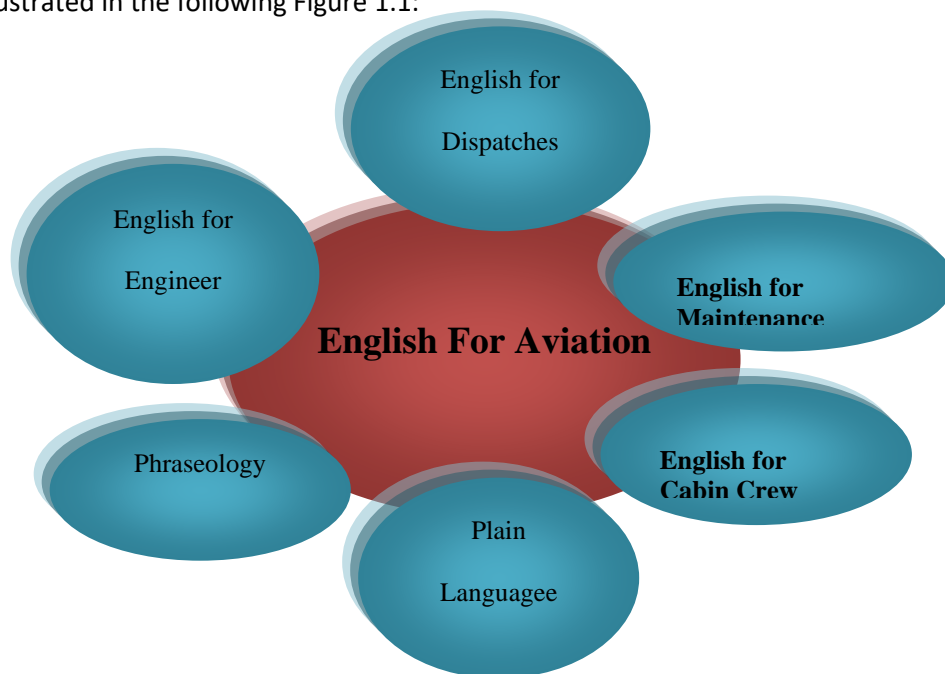 ustrated in the following Figure 1.1:
English for
Dispatches
English for
Engineer
English for
Maintenance
English For Aviation
Phraseology
English for
Cabin Crew
Plain
Languagee